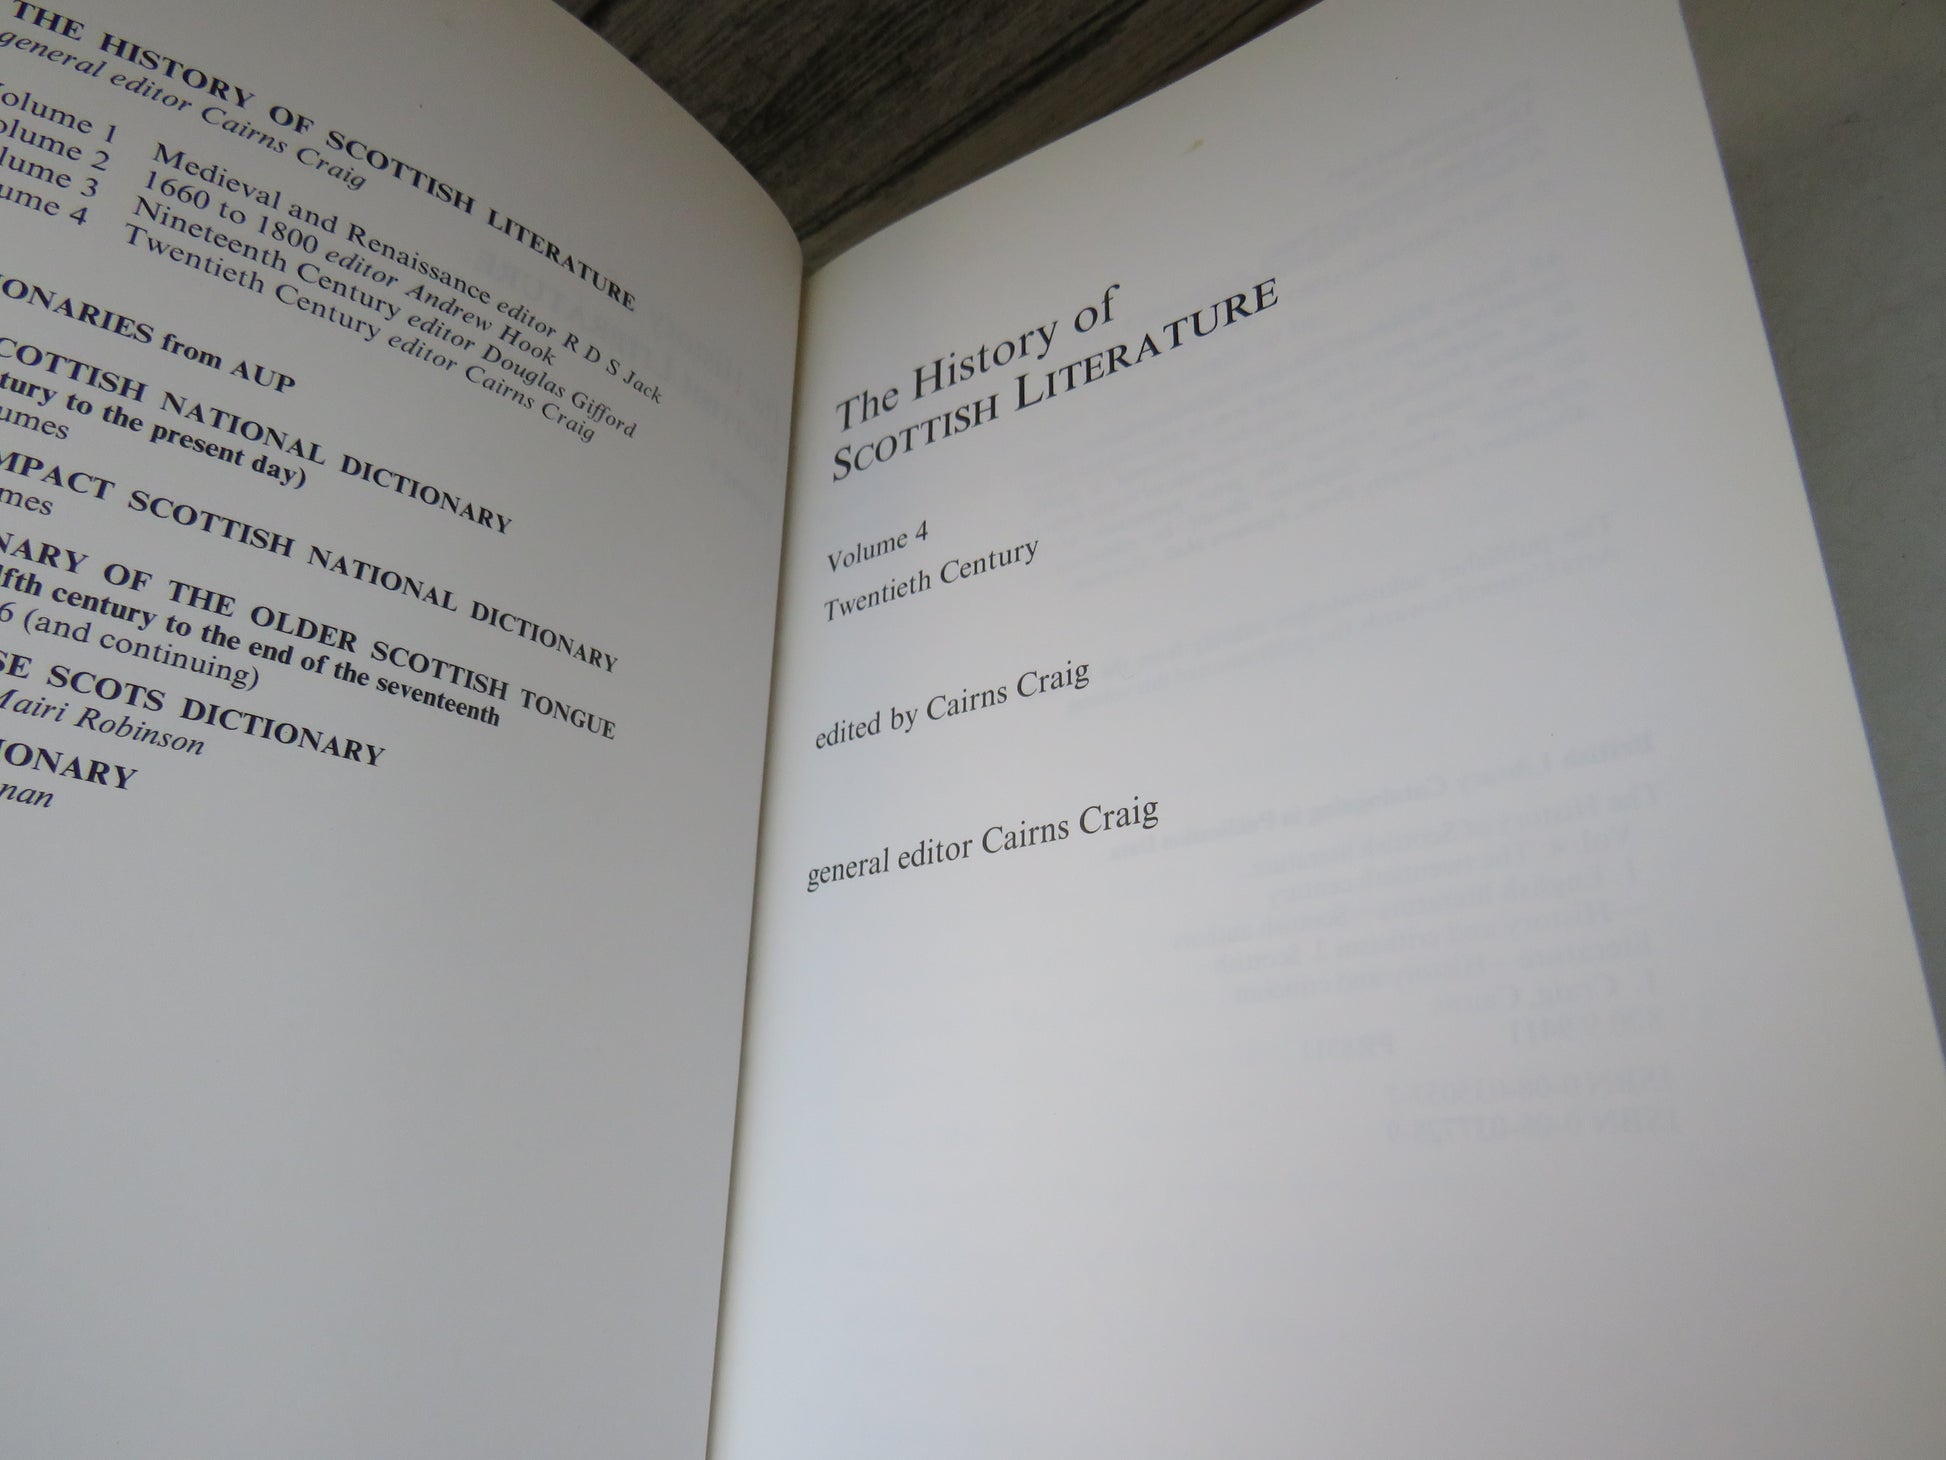 THE HISTORY OF SCOTTISH LITERATURE
general editor Cairns Craig
olume 1 Medieval and Renaissance editor R D S Jack
olume 2 1660 to 1800 editor Andrew Hook
lume 3 Nineteenth Century editor Douglas Gifford
ume 4 Twentieth Century editor Cairns Craig
IONARIES from AUP
COTTISH NATIONAL DICTIONARY
tury to the present day)
umes
MPACT SCOTTISH NATIONAL DICTIONARY
mes
NARY OF THE OLDER SCOTTISH TONGUE
lfth century to the end of the seventeenth
6 (and continuing)
SE SCOTS DICTIONARY
Mairi Robinson
IONARY
nan
The History of
SCOTTISH LITERATURE
Volume 4
Twentieth Century
edited by Cairns Craig
general editor Cairns Craig